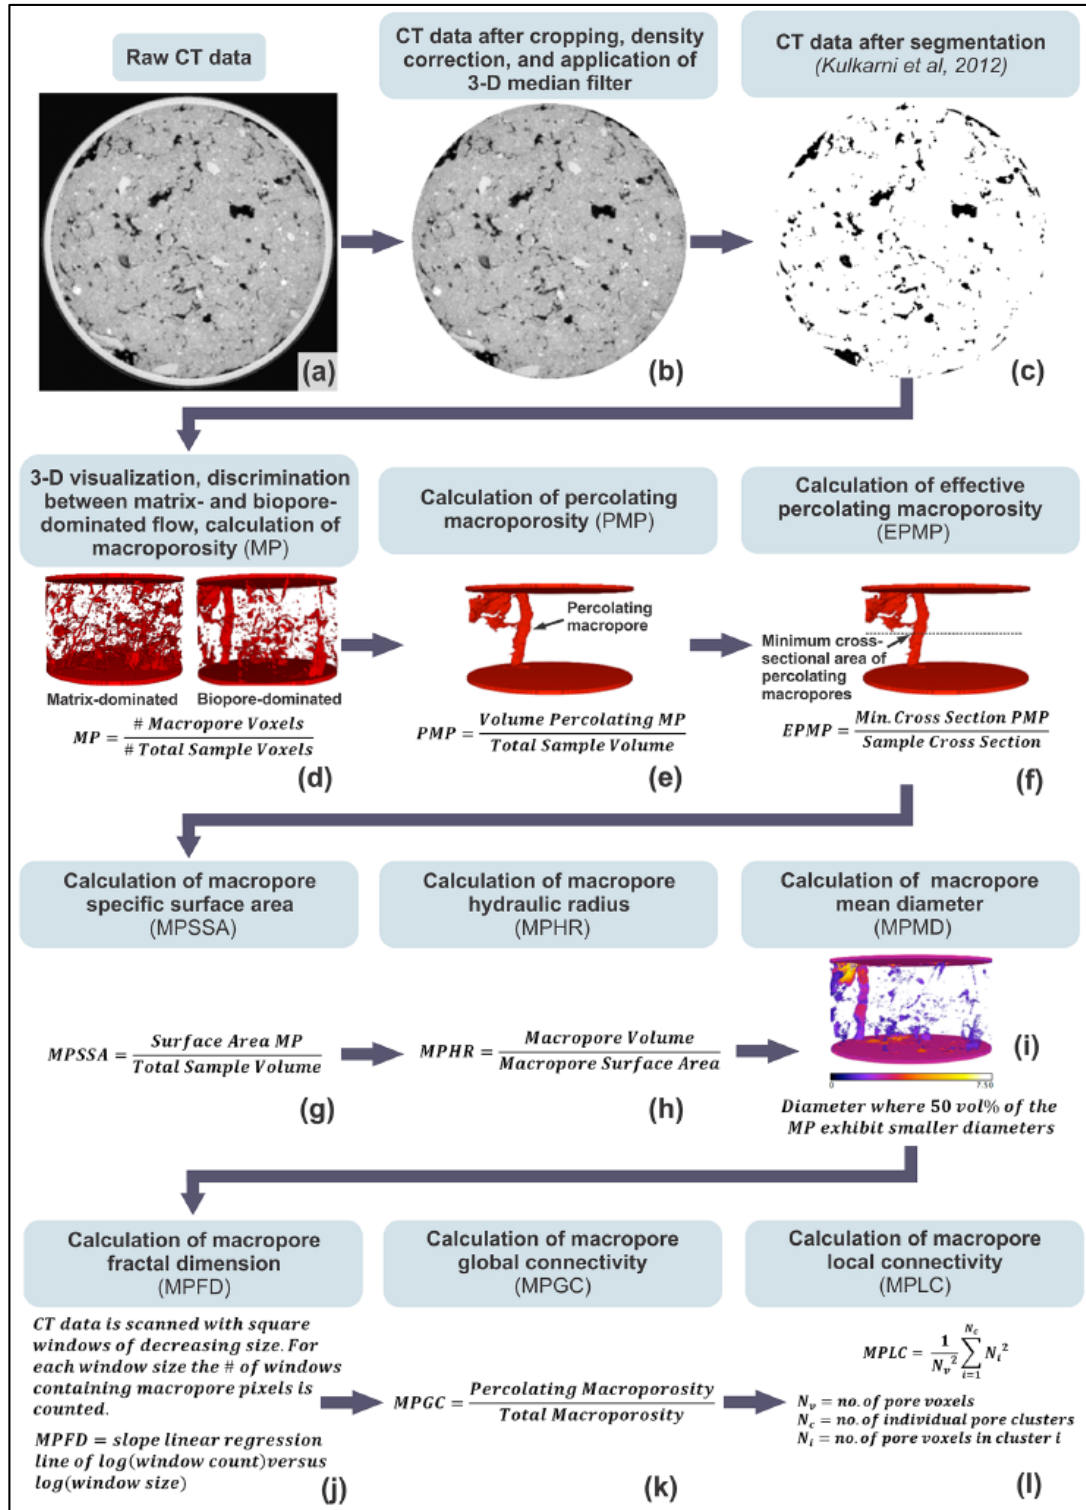 Raw CT data
CT data after cropping, density
correction, and application of
3-D median filter
CT data after segmentation
(Kulkarni et al, 2012)
(a)
(b)
(c)
3-D visualization, discrimination
between matrix- and biopore-
dominated flow, calculation of
macroporosity (MP)
Calculation of percolating
macroporosity (PMP)
Calculation of effective
percolating macroporosity
(EPMP)
Matrix-dominated
Biopore-dominated
Percolating
macropore
Minimum cross-
sectional area of
percolating
macropores
MP = # Macropore Voxels / # Total Sample Voxels
(d)
PMP = Volume Percolating MP / Total Sample Volume
(e)
EPMP = Min. Cross Section PMP / Sample Cross Section
(f)
Calculation of macropore
specific surface area
(MPSSA)
Calculation of macropore
hydraulic radius
(MPHR)
Calculation of macropore
mean diameter
(MPMD)
MPSSA = Surface Area MP / Total Sample Volume
(g)
MPHR = Macropore Volume / Macropore Surface Area
(h)
0 7.50
(i)
Diameter where 50 vol% of the
MP exhibit smaller diameters
Calculation of macropore
fractal dimension
(MPFD)
Calculation of macropore
global connectivity
(MPGC)
Calculation of macropore
local connectivity
(MPLC)
CT data is scanned with square
windows of decreasing size. For
each window size the # of windows
containing macropore pixels is
counted.
MPFD = slope linear regression
line of log(window count)versus
log(window size)
(j)
MPGC = Percolating Macroporosity / Total Macroporosity
(k)
MPLC = 1/Nᵥ² ∑ᵢ₌₁^Nc Nᵢ²
Nᵥ = no. of pore voxels
N_c = no. of individual pore clusters
Nᵢ = no. of pore voxels in cluster i
(l)